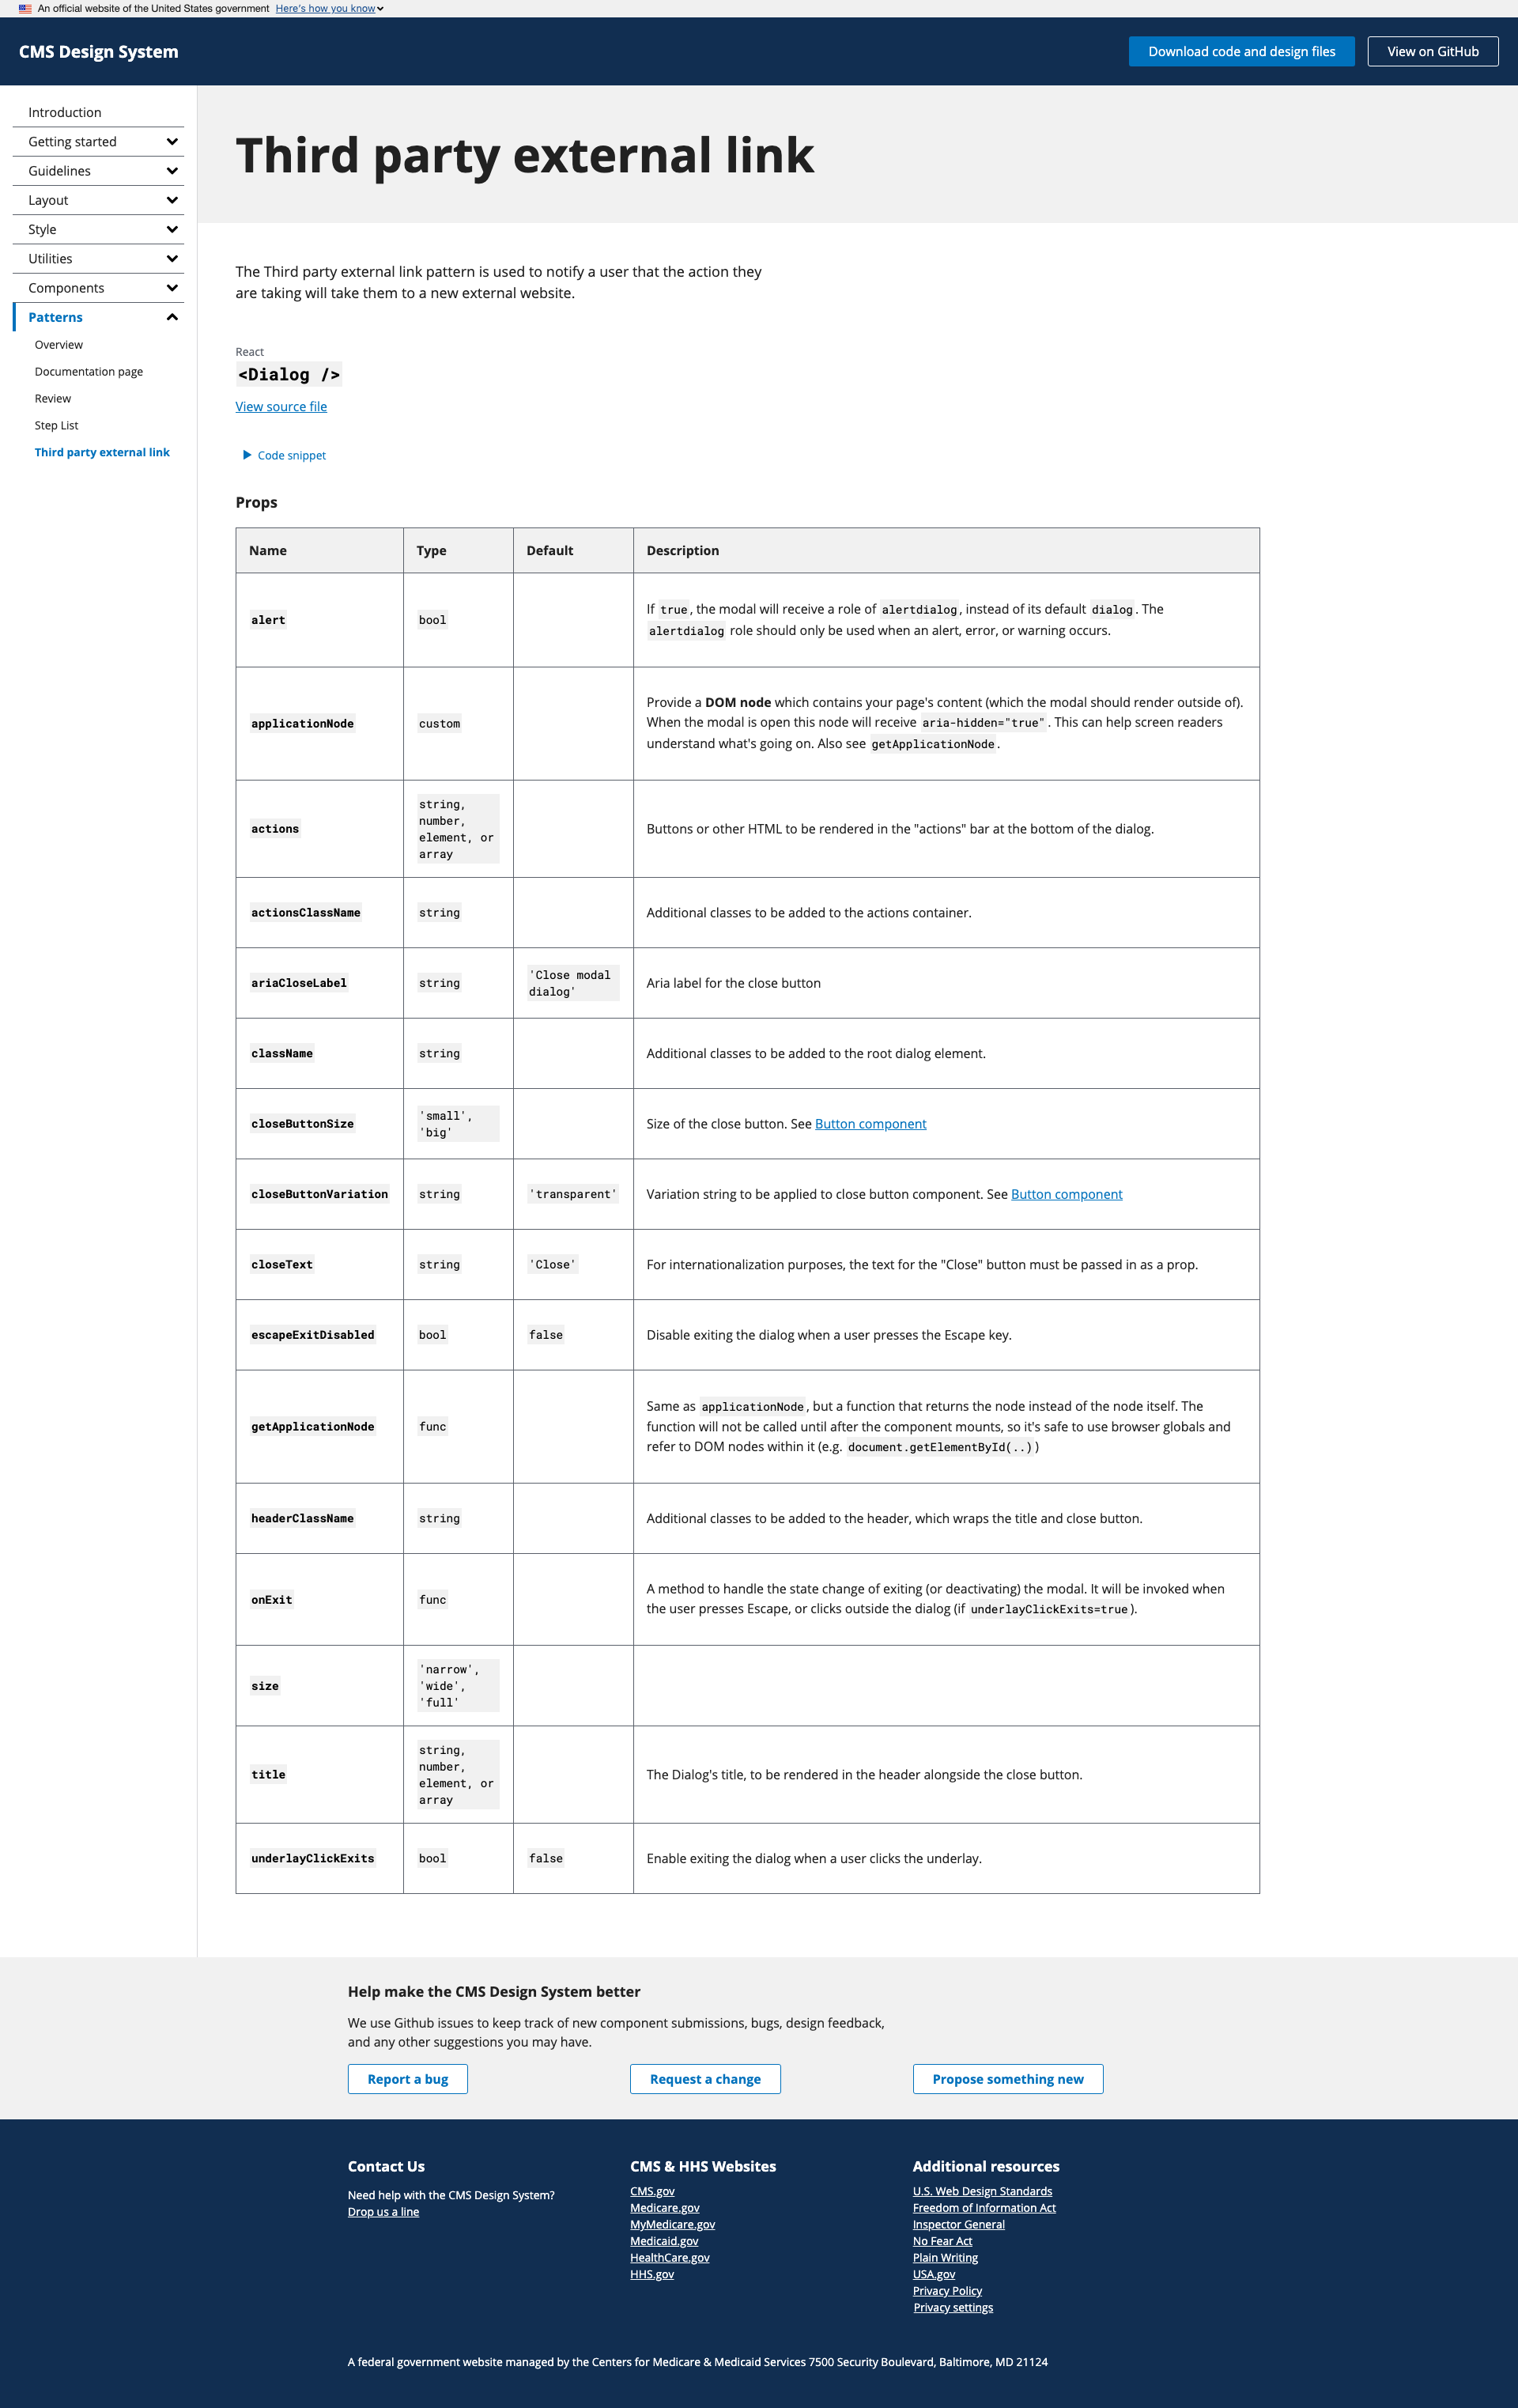 An official website of the United States government Here's how you know
CMS Design System
Download code and design files
View on GitHub
Introduction
Getting started
Guidelines
Layout
Style
Utilities
Components
Patterns
Overview
Documentation page
Review
Step List
Third party external link
Third party external link
The Third party external link pattern is used to notify a user that the action they
are taking will take them to a new external website.
React
<Dialog />
View source file
Code snippet
Props
Name Type Default Description
alert bool If true, the modal will receive a role of alertdialog, instead of its default dialog. The
alertdialog role should only be used when an alert, error, or warning occurs.
applicationNode custom Provide a DOM node which contains your page's content (which the modal should render outside of).
When the modal is open this node will receive aria-hidden="true". This can help screen readers
understand what's going on. Also see getApplicationNode.
actions
string,
number,
element, or
array
Buttons or other HTML to be rendered in the "actions" bar at the bottom of the dialog.
actionsClassName string Additional classes to be added to the actions container.
ariaCloseLabel string
'Close modal
dialog'
Aria label for the close button
className string Additional classes to be added to the root dialog element.
closeButtonSize
'small',
'big'
Size of the close button. See Button component
closeButtonVariation string 'transparent' Variation string to be applied to close button component. See Button component
closeText string 'Close' For internationalization purposes, the text for the "Close" button must be passed in as a prop.
escapeExitDisabled bool false Disable exiting the dialog when a user presses the Escape key.
getApplicationNode func Same as applicationNode, but a function that returns the node instead of the node itself. The
function will not be called until after the component mounts, so it's safe to use browser globals and
refer to DOM nodes within it (e.g. document.getElementById(..))
headerClassName string Additional classes to be added to the header, which wraps the title and close button.
onExit func A method to handle the state change of exiting (or deactivating) the modal. It will be invoked when
the user presses Escape, or clicks outside the dialog (if underlayClickExits=true).
size
'narrow',
'wide',
'full'
title
string,
number,
element, or
array
The Dialog's title, to be rendered in the header alongside the close button.
underlayClickExits bool false Enable exiting the dialog when a user clicks the underlay.
Help make the CMS Design System better
We use Github issues to keep track of new component submissions, bugs, design feedback,
and any other suggestions you may have.
Report a bug
Request a change
Propose something new
Contact Us
Need help with the CMS Design System?
Drop us a line
CMS & HHS Websites
CMS.gov
Medicare.gov
MyMedicare.gov
Medicaid.gov
HealthCare.gov
HHS.gov
Additional resources
U.S. Web Design Standards
Freedom of Information Act
Inspector General
No Fear Act
Plain Writing
USA.gov
Privacy Policy
Privacy settings
A federal government website managed by the Centers for Medicare & Medicaid Services 7500 Security Boulevard, Baltimore, MD 21124